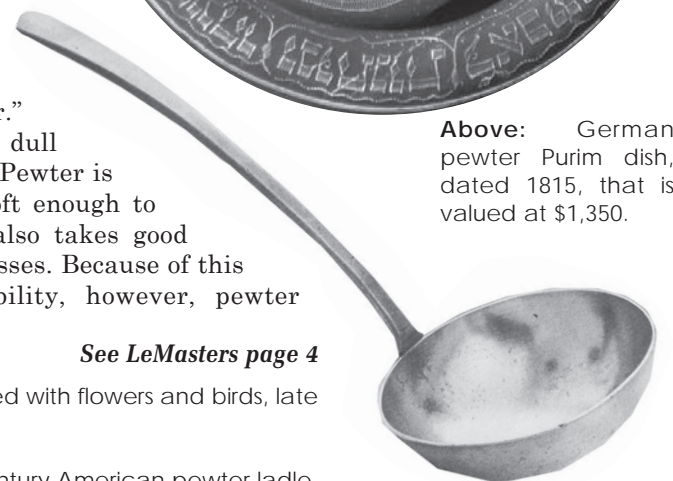 r.”
dull
Pewter is
oft enough to
also takes good
sses. Because of this
bility, however, pewter
See LeMasters page 4
ed with flowers and birds, late
ntury American pewter ladle,
Above: German
pewter Purim dish,
dated 1815, that is
valued at $1,350.